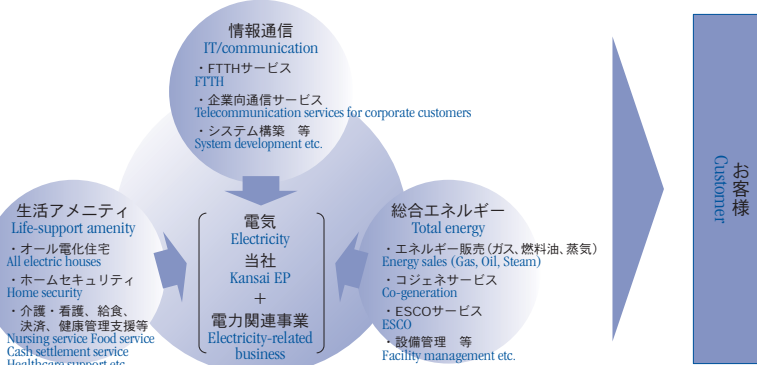 情報通信
IT/communication
・FTTHサービス
FTTH
・企業向通信サービス
Telecommunication services for corporate customers
・システム構築　等
System development etc.
生活アメニティ
Life-support amenity
・オール電化住宅
All electric houses
・ホームセキュリティ
Home security
・介護・看護、給食、
決済、健康管理支援等
Nursing service Food service
Cash settlement service
Healthcare support etc.
電気
Electricity
当社
Kansai EP
+
電力関連事業
Electricity-related
business
総合エネルギー
Total energy
・エネルギー販売(ガス、燃料油、蒸気)
Energy sales (Gas, Oil, Steam)
・コジェネサービス
Co-generation
・ESCOサービス
ESCO
・設備管理　等
Facility management etc.
お客様
Customer